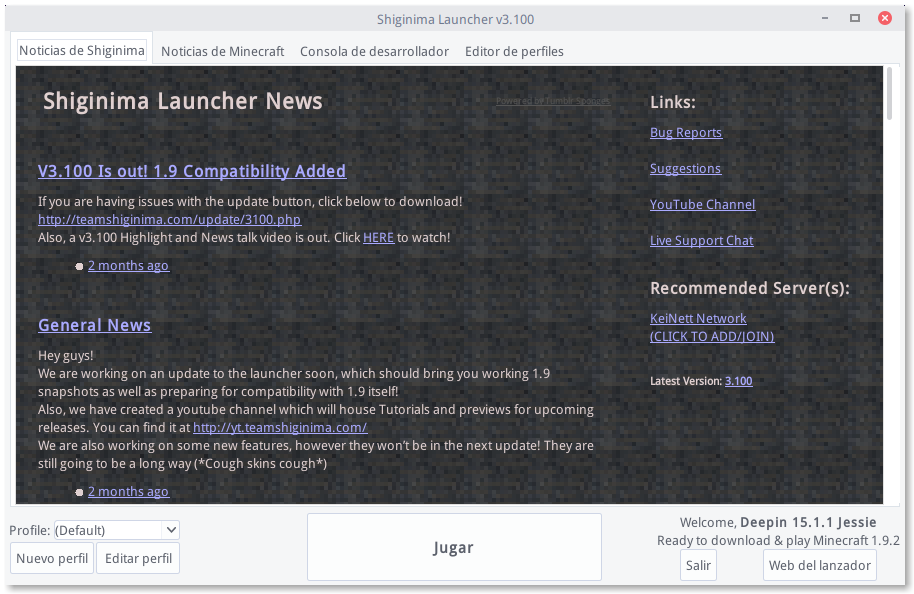 Shiginima Launcher v3.100
Noticias de Shiginima
Noticias de Minecraft
Consola de desarrollador
Editor de perfiles
Shiginima Launcher News
Powered by Tumblr Sponges
V3.100 Is out! 1.9 Compatibility Added
If you are having issues with the update button, click below to download!
http://teamshiginima.com/update/3100.php
Also, a v3.100 Highlight and News talk video is out. Click HERE to watch!
2 months ago
General News
Hey guys!
We are working on an update to the launcher soon, which should bring you working 1.9
snapshots as well as preparing for compatibility with 1.9 itself!
Also, we have created a youtube channel which will house Tutorials and previews for upcoming
releases. You can find it at http://yt.teamshiginima.com/
We are also working on some new features, however they won't be in the next update! They are
still going to be a long way (*Cough skins cough*)
2 months ago
Links:
Bug Reports
Suggestions
YouTube Channel
Live Support Chat
Recommended Server(s):
KeiNett Network
(CLICK TO ADD/JOIN)
Latest Version: 3.100
Profile: (Default)
Nuevo perfil
Editar perfil
Jugar
Welcome, Deepin 15.1.1 Jessie
Ready to download & play Minecraft 1.9.2
Salir
Web del lanzador